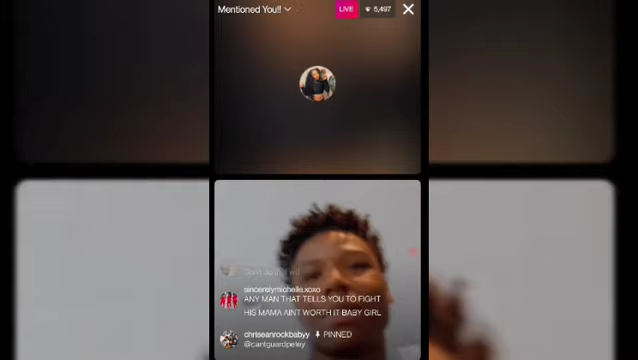 Mentioned You!!
LIVE
5,497
sincerelymichelle.xoxo
ANY MAN THAT TELLS YOU TO FIGHT
HIS MAMA AINT WORTH IT BABY GIRL
chriseanrockbabyy PINNED
@cantguardpetey